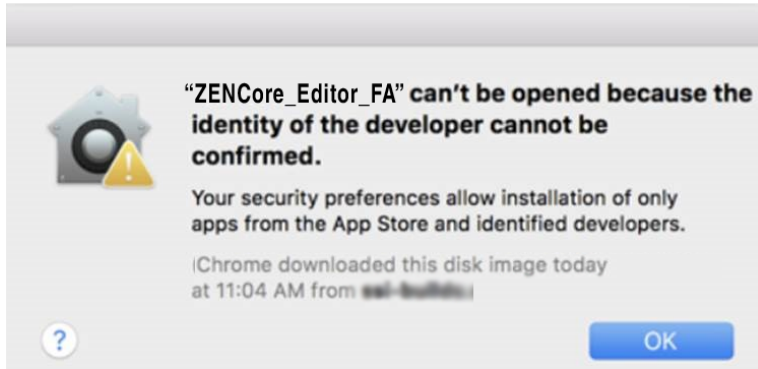 “ZENCore_Editor_FA” can’t be opened because the
identity of the developer cannot be
confirmed.
Your security preferences allow installation of only
apps from the App Store and identified developers.
Chrome downloaded this disk image today
at 11:04 AM from
?
OK